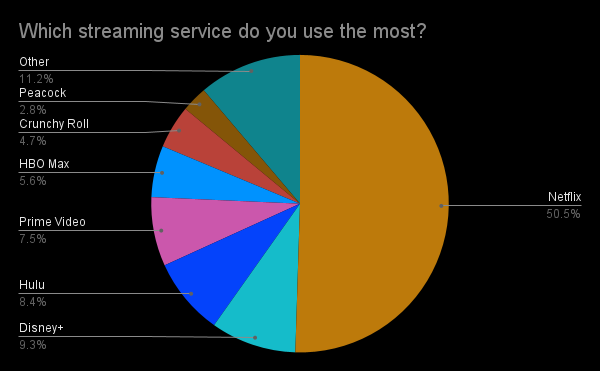 Which streaming service do you use the most?
Other
11.2%
Peacock
2.8%
Crunchy Roll
4.7%
HBO Max
5.6%
Prime Video
7.5%
Hulu
8.4%
Disney+
9.3%
Netflix
50.5%